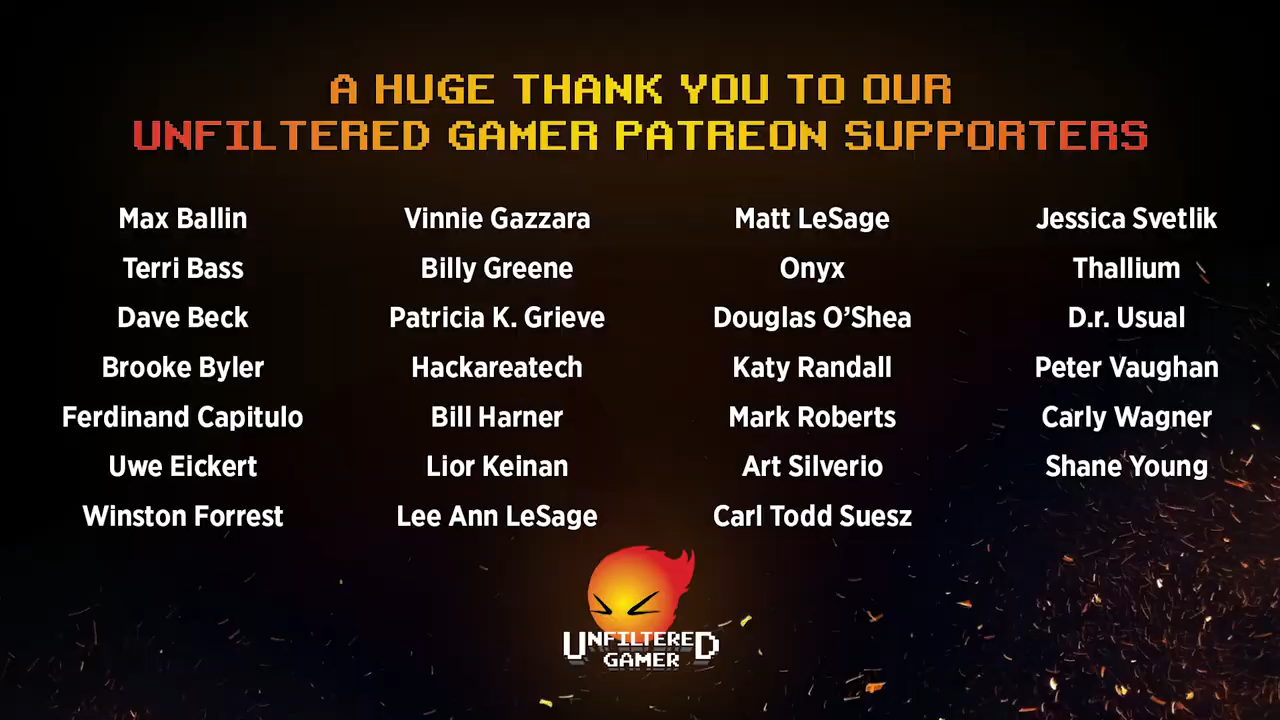 A HUGE THANK YOU TO OUR
UNFILTERED GAMER PATREON SUPPORTERS
Max Ballin
Terri Bass
Dave Beck
Brooke Byler
Ferdinand Capitulo
Uwe Eickert
Winston Forrest
Vinnie Gazzara
Billy Greene
Patricia K. Grieve
Hackareatech
Bill Harner
Lior Keinan
Lee Ann LeSage
Matt LeSage
Onyx
Douglas O’Shea
Katy Randall
Mark Roberts
Art Silverio
Carl Todd Suesz
Jessica Svetlik
Thallium
D.r. Usual
Peter Vaughan
Carly Wagner
Shane Young
UNFILTERED
GAMER